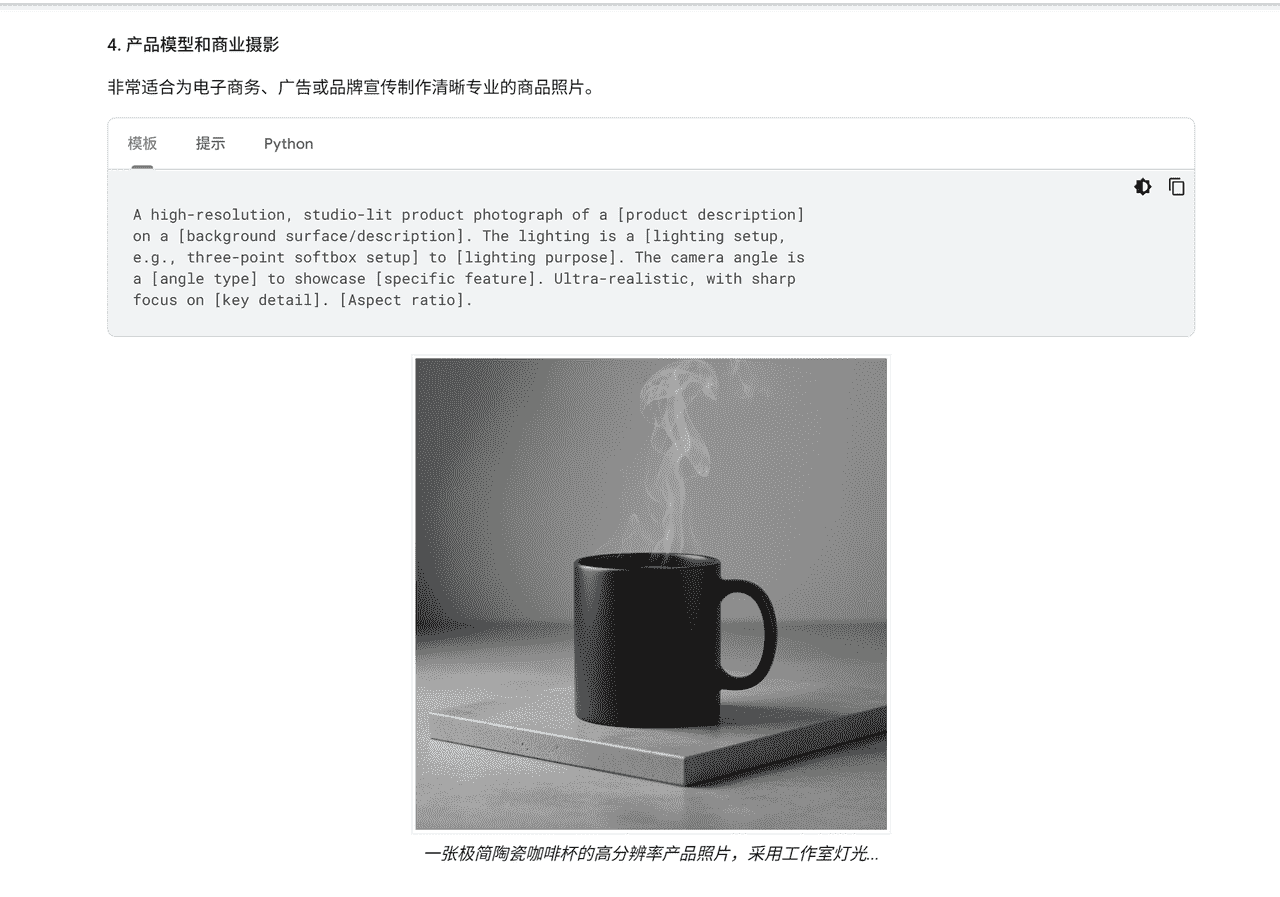 4. 产品模型和商业摄影
非常适合为电子商务、广告或品牌宣传制作清晰专业的商品照片。
模板 提示 Python
A high-resolution, studio-lit product photograph of a [product description]
on a [background surface/description]. The lighting is a [lighting setup,
e.g., three-point softbox setup] to [lighting purpose]. The camera angle is
a [angle type] to showcase [specific feature]. Ultra-realistic, with sharp
focus on [key detail]. [Aspect ratio].
一张极简陶瓷咖啡杯的高分辨率产品照片，采用工作室灯光...